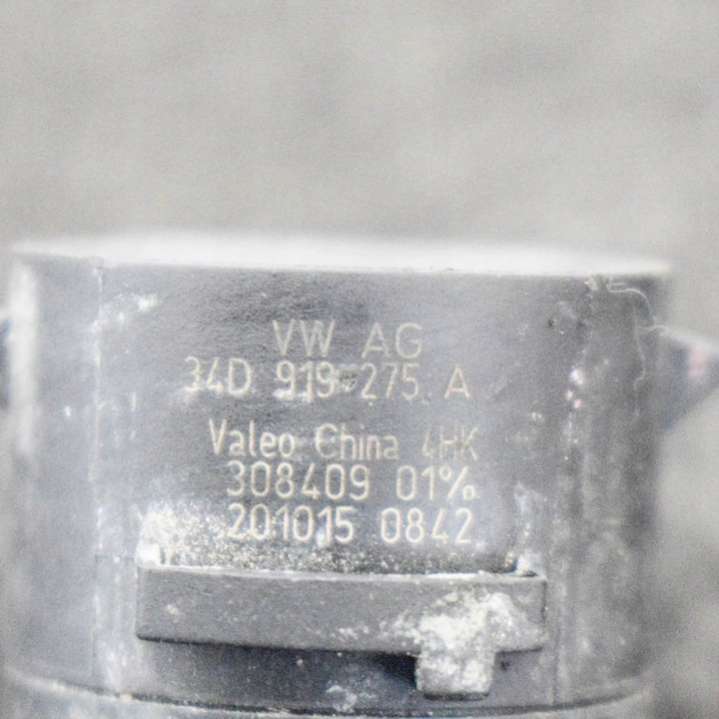 VW AG
34D 919 275 A
Valeo China 4HK
308409 01%
201015 0842